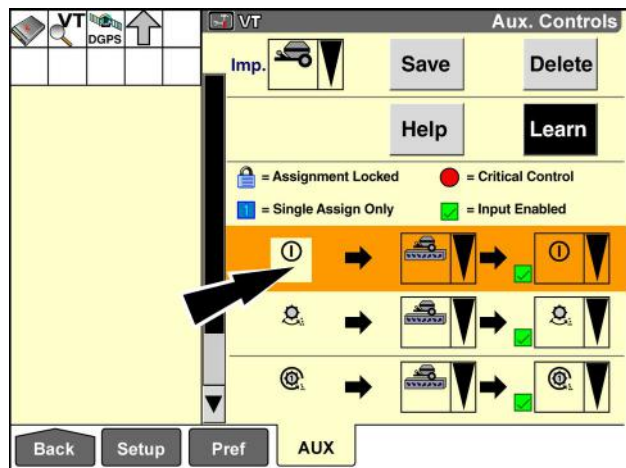 VT
DGPS
VT
Aux. Controls
Imp.
Save
Delete
Help
Learn
= Assignment Locked
= Critical Control
1
= Single Assign Only
= Input Enabled
Back
Setup
Pref
AUX